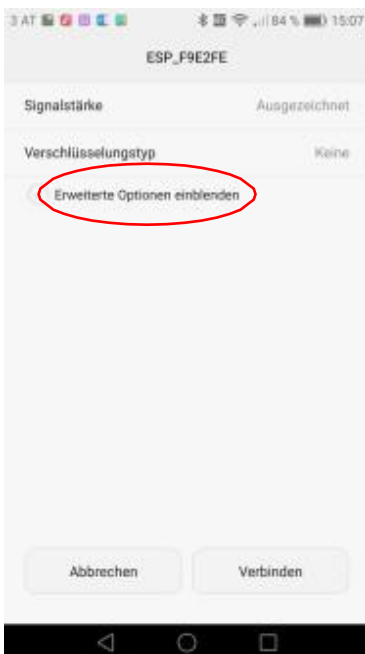 3 AT 84 % 15:07
ESP_F9E2FE
Signalstärke Ausgezeichnet
Verschlüsselungstyp Keine
Erweiterte Optionen einblenden
Abbrechen Verbinden